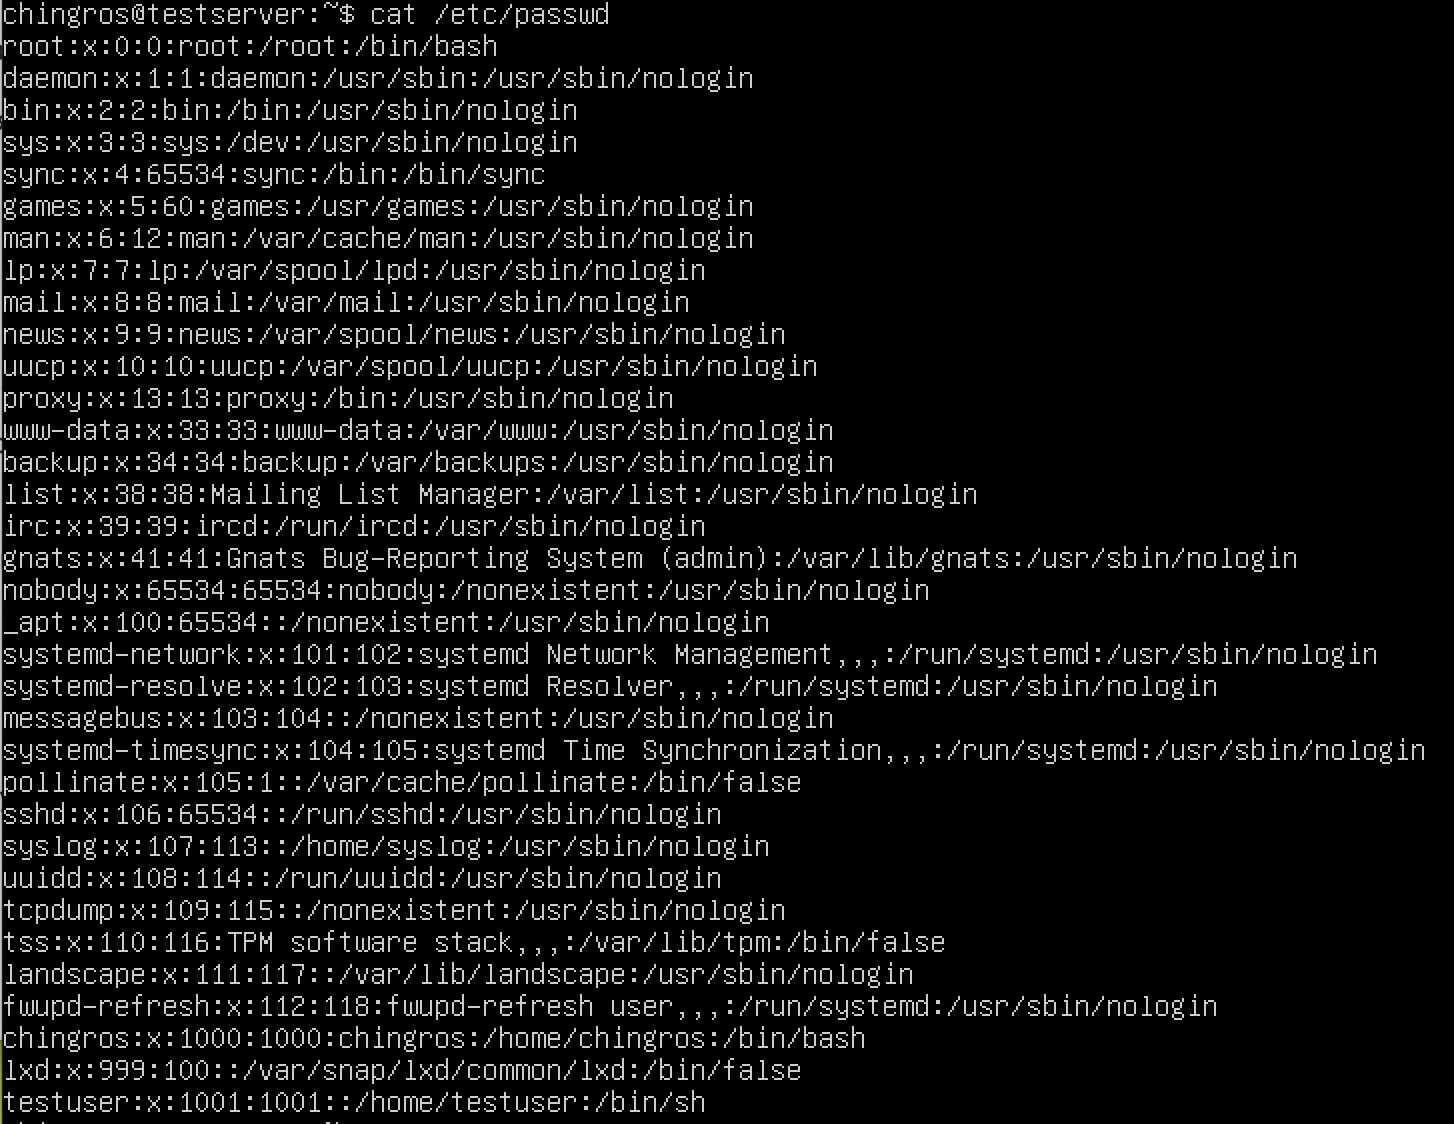 chingros@testserver:~$ cat /etc/passwd
root:x:0:0:root:/root:/bin/bash
daemon:x:1:1:daemon:/usr/sbin:/usr/sbin/nologin
bin:x:2:2:bin:/bin:/usr/sbin/nologin
sys:x:3:3:sys:/dev:/usr/sbin/nologin
sync:x:4:65534:sync:/bin:/bin/sync
games:x:5:60:games:/usr/games:/usr/sbin/nologin
man:x:6:12:man:/var/cache/man:/usr/sbin/nologin
lp:x:7:7:lp:/var/spool/lpd:/usr/sbin/nologin
mail:x:8:8:mail:/var/mail:/usr/sbin/nologin
news:x:9:9:news:/var/spool/news:/usr/sbin/nologin
uucp:x:10:10:uucp:/var/spool/uucp:/usr/sbin/nologin
proxy:x:13:13:proxy:/bin:/usr/sbin/nologin
www-data:x:33:33:www-data:/var/www:/usr/sbin/nologin
backup:x:34:34:backup:/var/backups:/usr/sbin/nologin
list:x:38:38:Mailing List Manager:/var/list:/usr/sbin/nologin
irc:x:39:39:ircd:/run/ircd:/usr/sbin/nologin
gnats:x:41:41:Gnats Bug-Reporting System (admin):/var/lib/gnats:/usr/sbin/nologin
nobody:x:65534:65534:nobody:/nonexistent:/usr/sbin/nologin
_apt:x:100:65534::/nonexistent:/usr/sbin/nologin
systemd-network:x:101:102:systemd Network Management,,,:/run/systemd:/usr/sbin/nologin
systemd-resolve:x:102:103:systemd Resolver,,,:/run/systemd:/usr/sbin/nologin
messagebus:x:103:104::/nonexistent:/usr/sbin/nologin
systemd-timesync:x:104:105:systemd Time Synchronization,,,:/run/systemd:/usr/sbin/nologin
pollinate:x:105:1::/var/cache/pollinate:/bin/false
sshd:x:106:65534::/run/sshd:/usr/sbin/nologin
syslog:x:107:113::/home/syslog:/usr/sbin/nologin
uuidd:x:108:114::/run/uuidd:/usr/sbin/nologin
tcpdump:x:109:115::/nonexistent:/usr/sbin/nologin
tss:x:110:116:TPM software stack,,,:/var/lib/tpm:/bin/false
landscape:x:111:117::/var/lib/landscape:/usr/sbin/nologin
fwupd-refresh:x:112:118:fwupd-refresh user,,,:/run/systemd:/usr/sbin/nologin
chingros:x:1000:1000:chingros:/home/chingros:/bin/bash
lxd:x:999:100::/var/snap/lxd/common/lxd:/bin/false
testuser:x:1001:1001::/home/testuser:/bin/sh